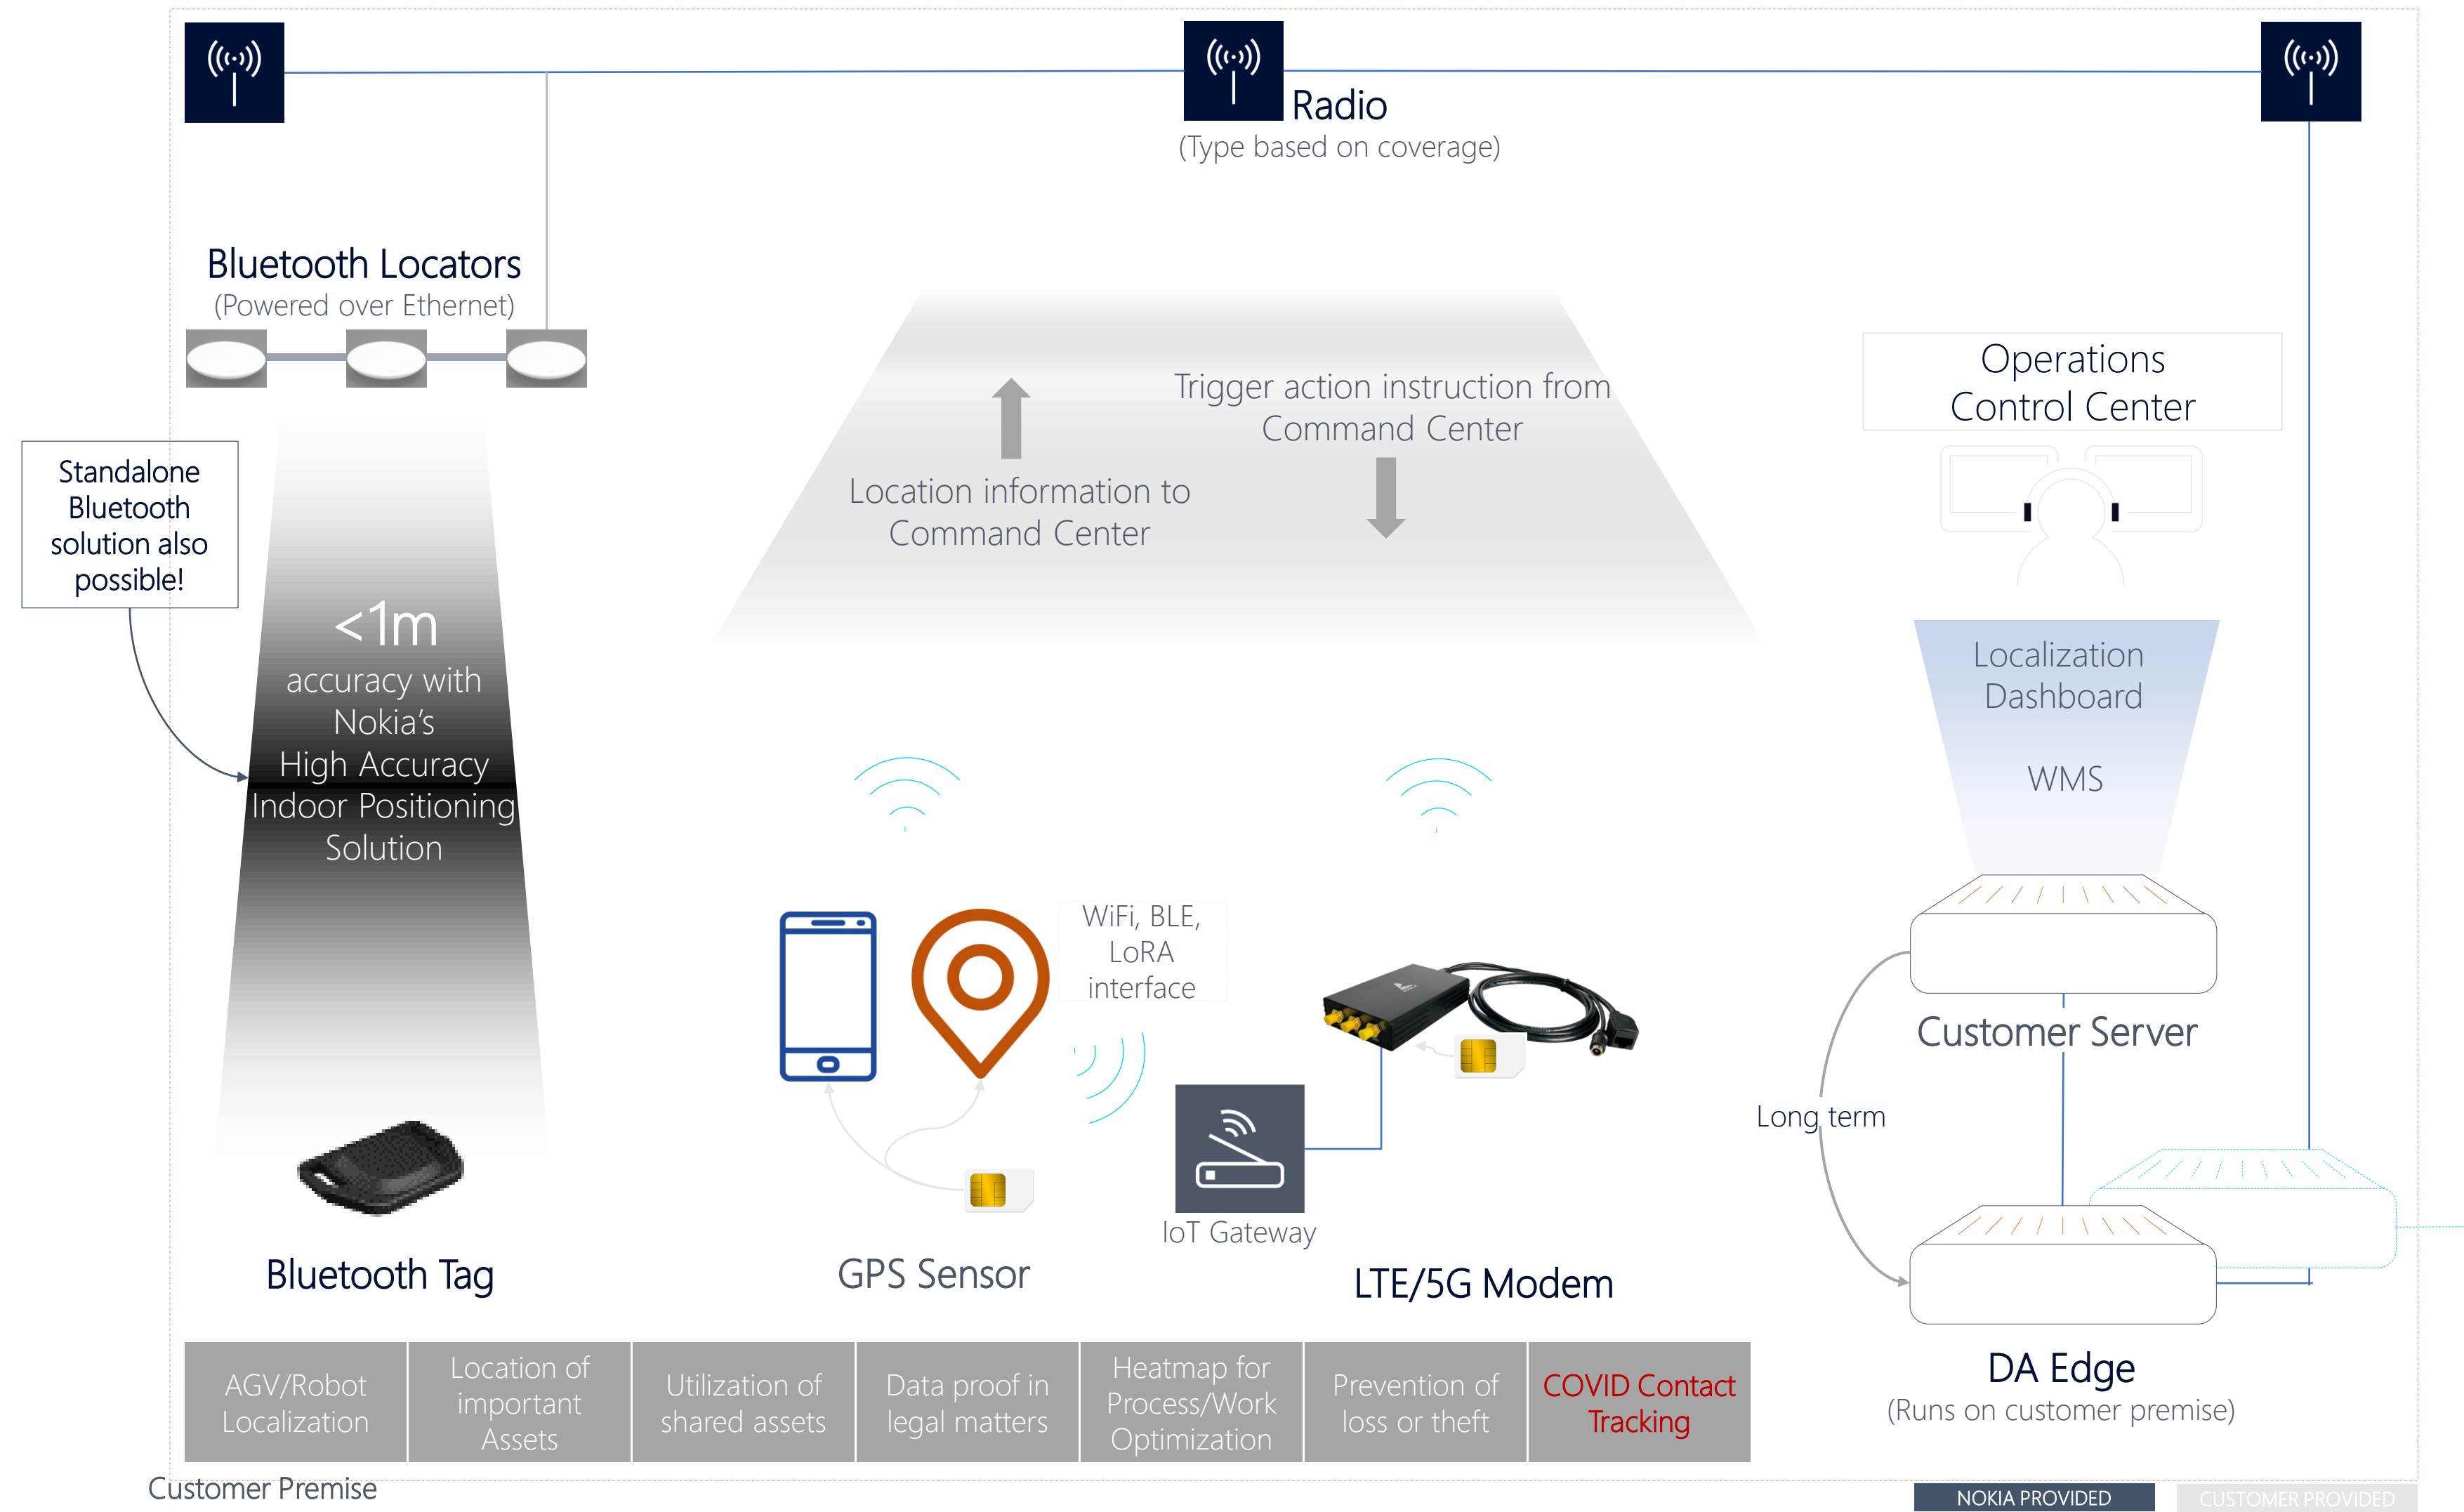 Radio
(Type based on coverage)
Bluetooth Locators
(Powered over Ethernet)
Standalone
Bluetooth
solution also
possible!
<1m
accuracy with
Nokia’s
High Accuracy
Indoor Positioning
Solution
Bluetooth Tag
Trigger action instruction from
Command Center
Location information to
Command Center
WiFi, BLE,
LoRA
interface
GPS Sensor
IoT Gateway
LTE/5G Modem
Operations
Control Center
Localization
Dashboard
WMS
Customer Server
Long term
DA Edge
(Runs on customer premise)
AGV/Robot
Localization
Location of
important
Assets
Utilization of
shared assets
Data proof in
legal matters
Heatmap for
Process/Work
Optimization
Prevention of
loss or theft
COVID Contact
Tracking
Customer Premise
NOKIA PROVIDED
CUSTOMER PROVIDED